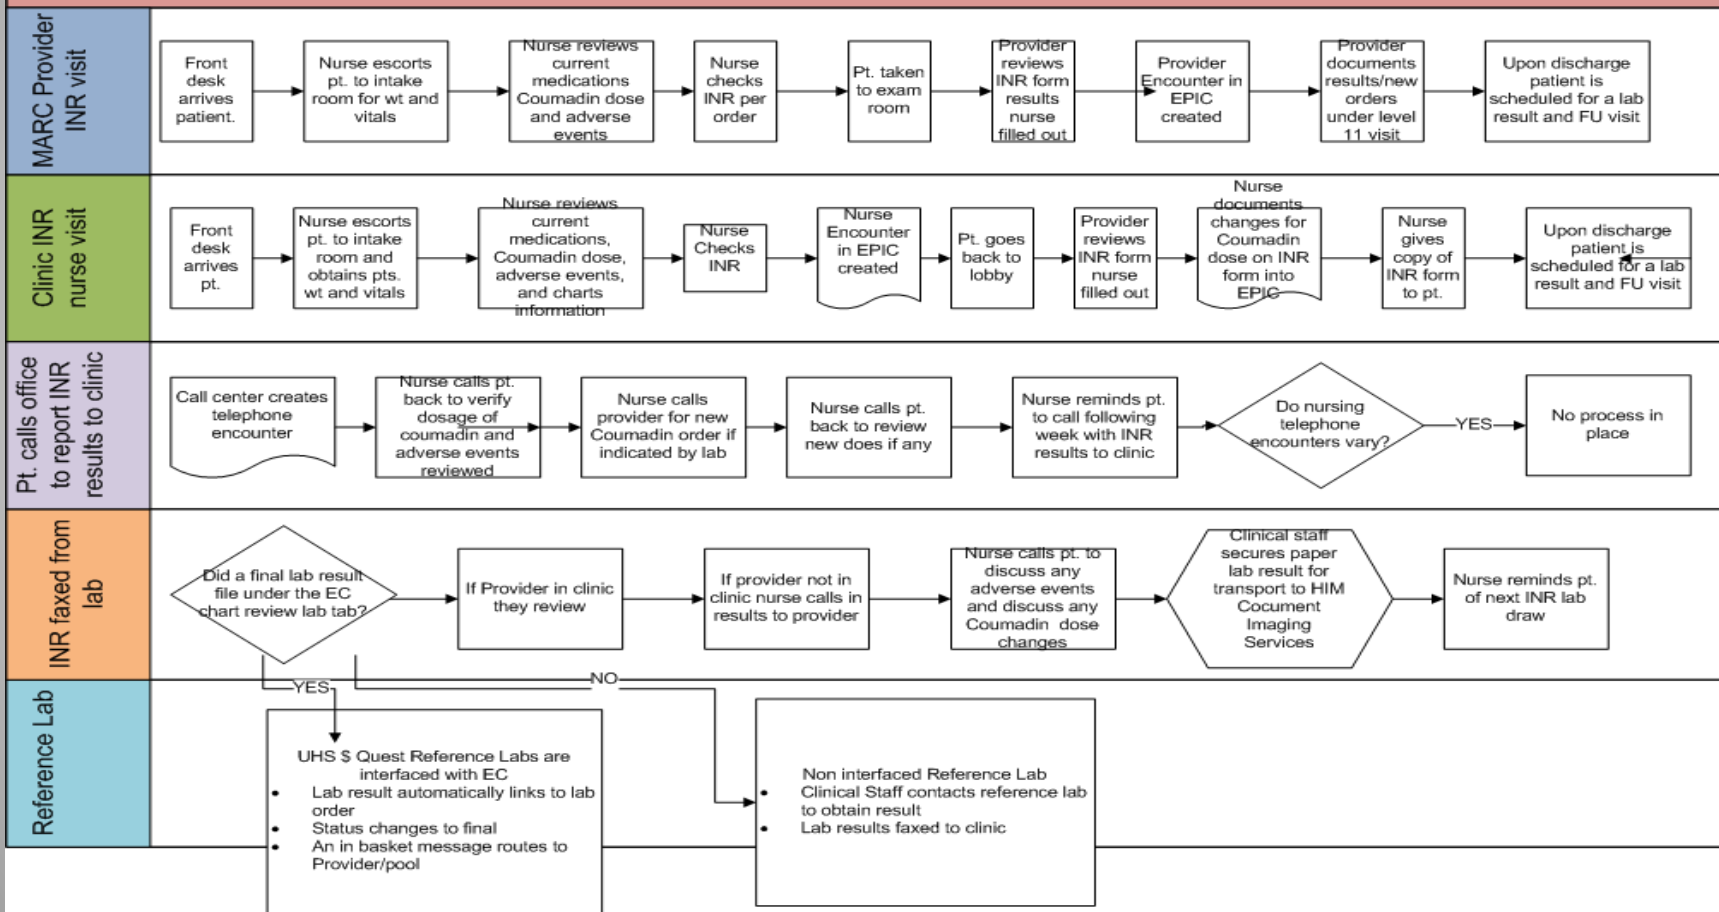 MARC Provider
INR visit
Front
desk
arrives
patient.
Nurse escorts
pt. to intake
room for wt and
vitals
Nurse reviews
current
medications
Coumadin dose
and adverse
events
Nurse
checks
INR per
order
Pt. taken
to exam
room
Provider
reviews
INR form
results
nurse
filled out
Provider
Encounter in
EPIC
created
Provider
documents
results/new
orders
under level
11 visit
Upon discharge
patient is
scheduled for a lab
result and FU visit
Clinic INR
nurse visit
Front
desk
arrives
pt.
Nurse escorts
pt. to intake
room and
obtains pts.
wt and vitals
Nurse reviews
current
medications,
Coumadin dose,
adverse events,
and charts
information
Nurse
Checks
INR
Nurse
Encounter
in EPIC
created
Pt. goes
back to
lobby
Provider
reviews
INR form
nurse
filled out
Nurse
documents
changes for
Coumadin
dose on INR
form into
EPIC
Nurse
gives
copy of
INR form
to pt.
Upon discharge
patient is
scheduled for a lab
result and FU visit
Pt. calls office
to report INR
results to clinic
Call center creates
telephone
encounter
Nurse calls pt.
back to verify
dosage of
coumadin and
adverse events
reviewed
Nurse calls
provider for new
Coumadin order if
indicated by lab
Nurse calls pt.
back to review
new does if any
Nurse reminds pt.
to call following
week with INR
results to clinic
Do nursing
telephone
encounters vary?
YES
No process in
place
INR faxed from
lab
Did a final lab result
file under the EC
chart review lab tab?
If Provider in clinic
they review
If provider not in
clinic nurse calls in
results to provider
Nurse calls pt. to
discuss any
adverse events
and discuss any
Coumadin dose
changes
Clinical staff
secures paper
lab result for
transport to HIM
Cocument
Imaging
Services
Nurse reminds pt.
of next INR lab
draw
YES
NO
Reference Lab
UHS $ Quest Reference Labs are
interfaced with EC
• Lab result automatically links to lab
order
• Status changes to final
• An in basket message routes to
Provider/pool
Non interfaced Reference Lab
• Clinical Staff contacts reference lab
to obtain result
• Lab results faxed to clinic